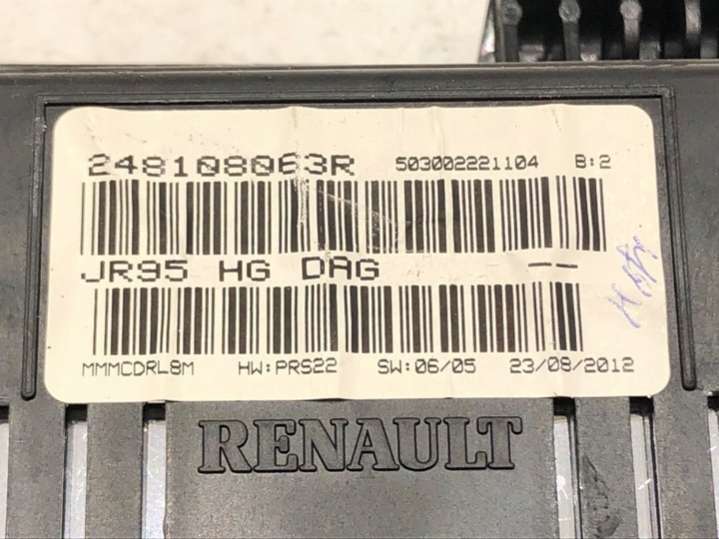 248108063R 503002221104 B:2
JR95 HG DAG --
MMMCDRL8M HW:PRS22 SW:06/05 23/08/2012
RENAULT